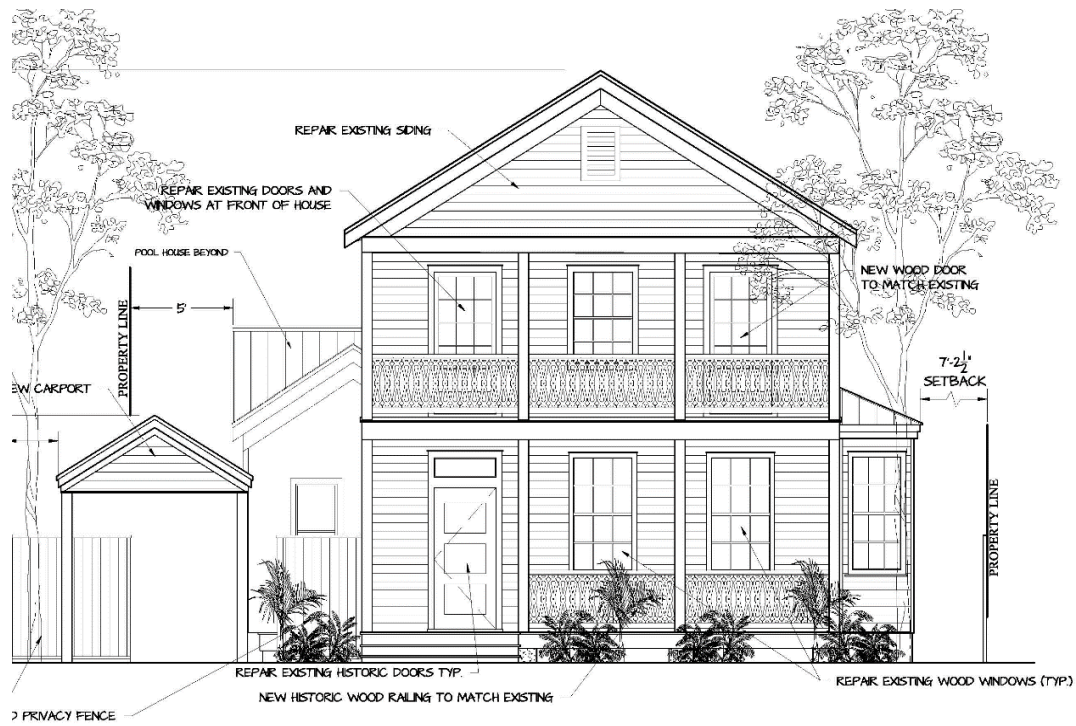 REPAIR EXISTING SIDING
REPAIR EXISTING DOORS AND
WINDOWS AT FRONT OF HOUSE
POOL HOUSE BEYOND
NEW WOOD DOOR
TO MATCH EXISTING
5'
PROPERTY LINE
7'-2 1/2"
SETBACK
CARPORT
PROPERTY LINE
REPAIR EXISTING HISTORIC DOORS TYP.
REPAIR EXISTING WOOD WINDOWS (TYP.)
NEW HISTORIC WOOD RAILING TO MATCH EXISTING
PRIVACY FENCE